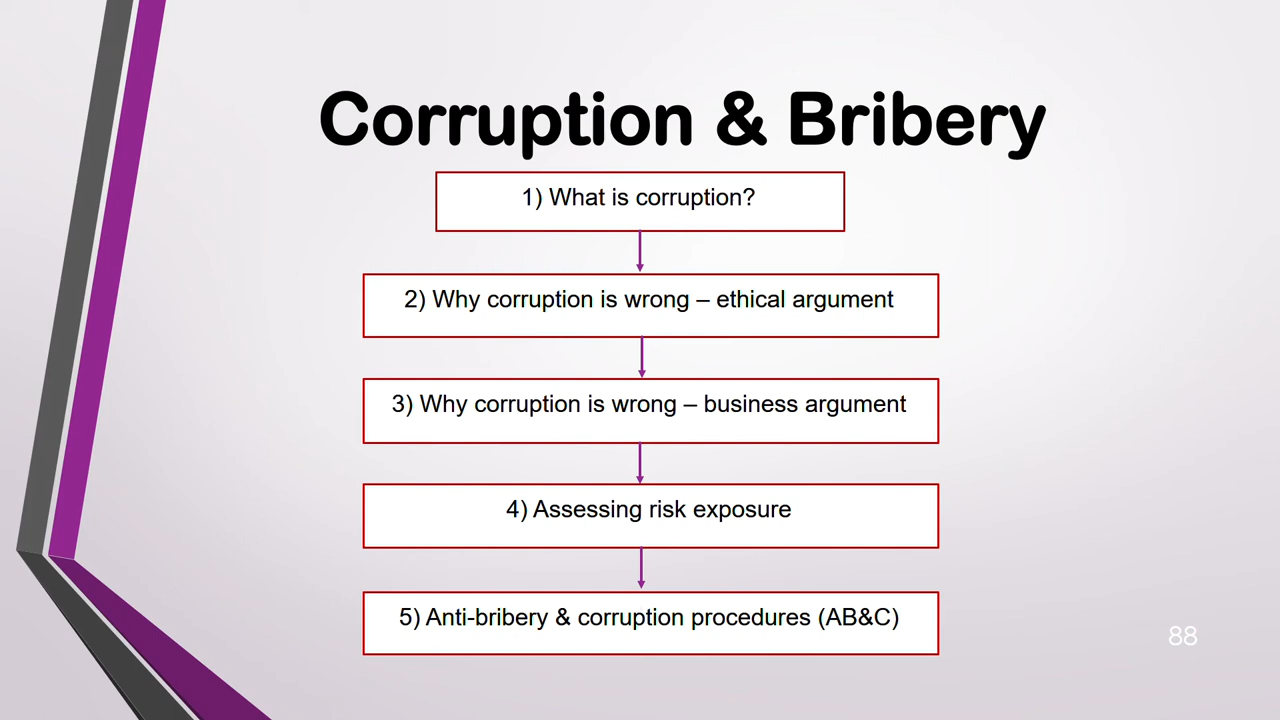 Corruption & Bribery
1) What is corruption?
2) Why corruption is wrong – ethical argument
3) Why corruption is wrong – business argument
4) Assessing risk exposure
5) Anti-bribery & corruption procedures (AB&C)
88